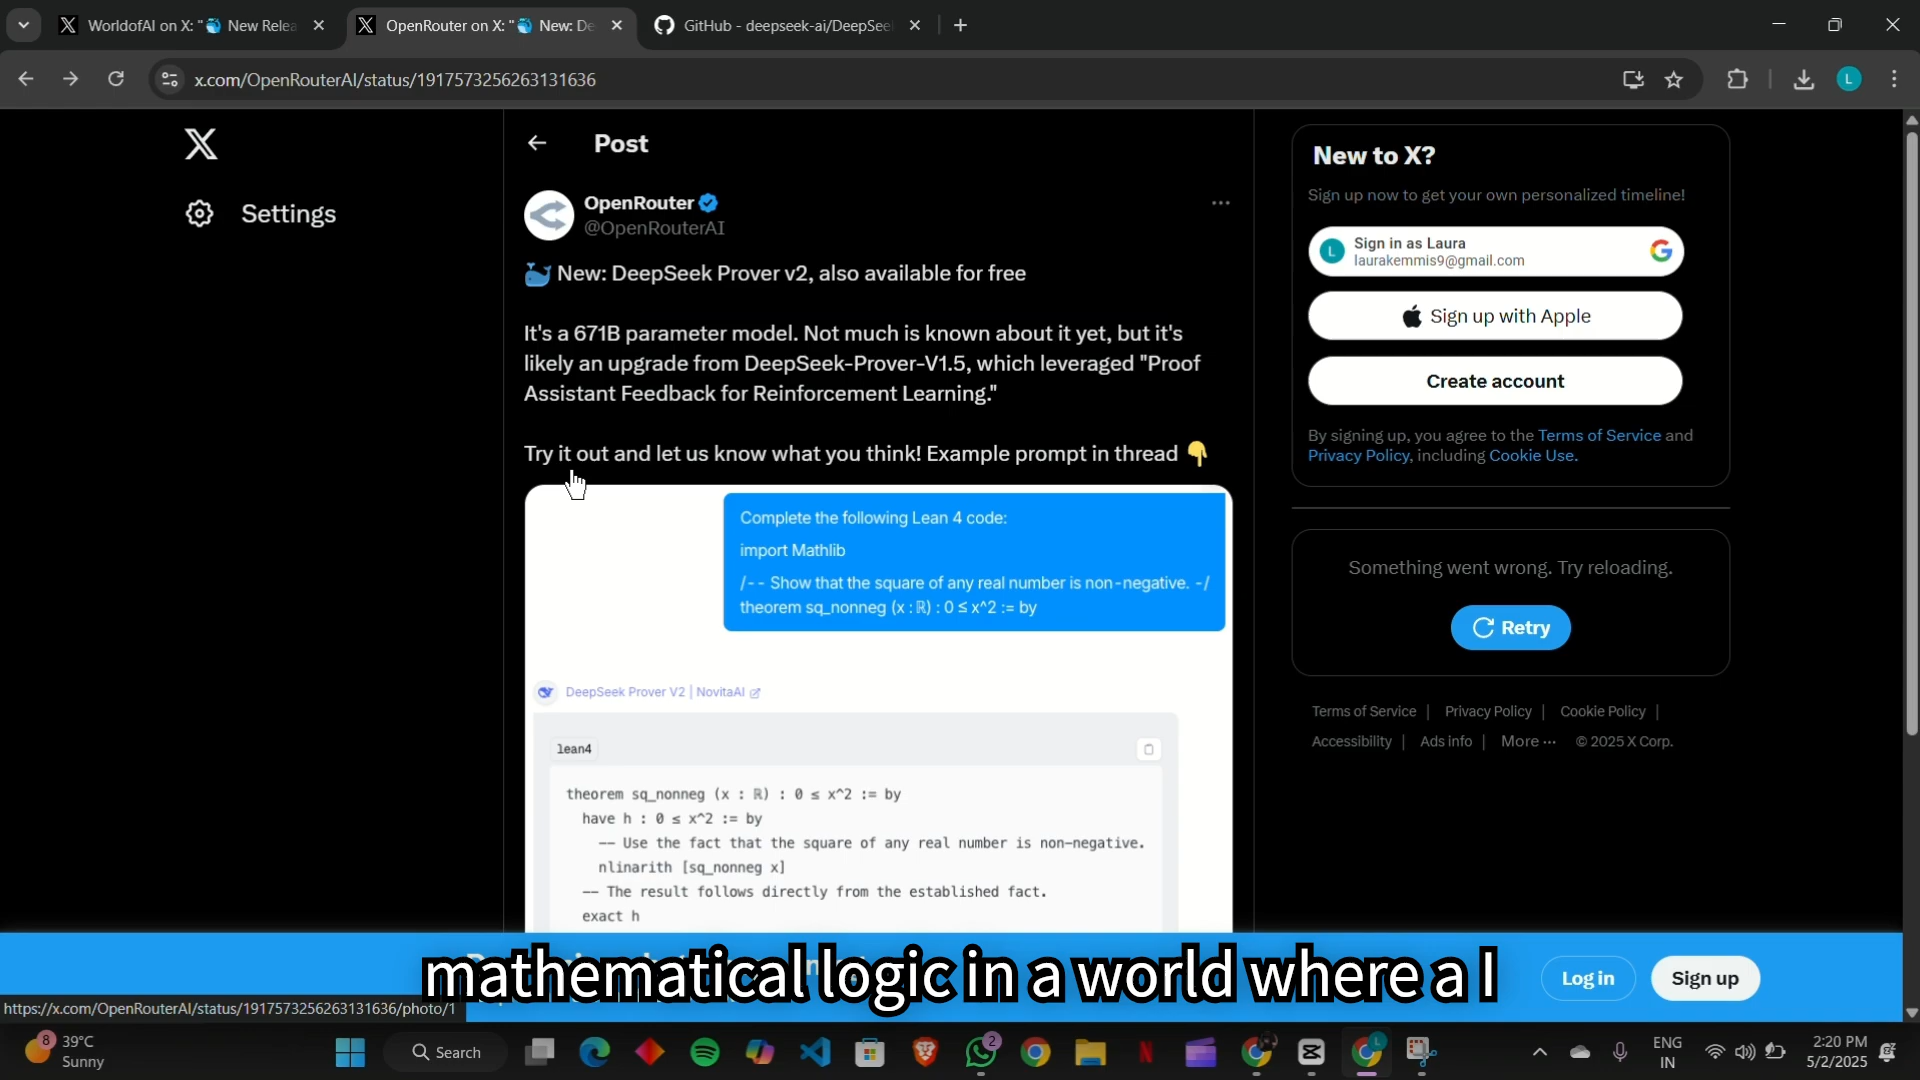 WorldofAI on X: "🐳 New Relea
OpenRouter on X: "🐳 New: De
GitHub - deepseek-ai/DeepSee
x.com/OpenRouterAI/status/1917573256263131636
L
Settings
Post
OpenRouter
@OpenRouterAI
🐳 New: DeepSeek Prover v2, also available for free
It's a 671B parameter model. Not much is known about it yet, but it's
likely an upgrade from DeepSeek-Prover-V1.5, which leveraged "Proof
Assistant Feedback for Reinforcement Learning."
Try it out and let us know what you think! Example prompt in thread 👇
Complete the following Lean 4 code:
import Mathlib
/-- Show that the square of any real number is non-negative. -/
theorem sq_nonneg (x : ℝ) : 0 ≤ x^2 := by
DeepSeek Prover V2 | NovitaAI
lean4
theorem sq_nonneg (x : ℝ) : 0 ≤ x^2 := by
have h : 0 ≤ x^2 := by
-- Use the fact that the square of any real number is non-negative.
nlinarith [sq_nonneg x]
-- The result follows directly from the established fact.
exact h
New to X?
Sign up now to get your own personalized timeline!
L
Sign in as Laura
laurakemmis9@gmail.com
Sign up with Apple
Create account
By signing up, you agree to the Terms of Service and
Privacy Policy, including Cookie Use.
Something went wrong. Try reloading.
Retry
Terms of Service | Privacy Policy | Cookie Policy |
Accessibility | Ads info | More ··· © 2025 X Corp.
mathematical logic in a world where a I
Log in
Sign up
https://x.com/OpenRouterAI/status/1917573256263131636/photo/1
8
39°C
Sunny
Search
2
L
ENG
IN
2:20 PM
5/2/2025